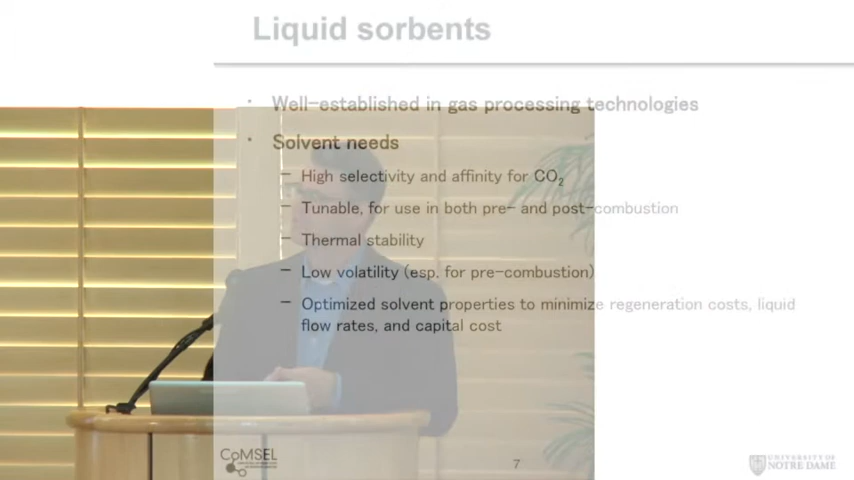 Liquid sorbents
• Well-established in gas processing technologies
• Solvent needs
– High selectivity and affinity for CO₂
– Tunable, for use in both pre- and post-combustion
– Thermal stability
– Low volatility (esp. for pre-combustion)
– Optimized solvent properties to minimize regeneration costs, liquid
flow rates, and capital cost
CoMSEL
7
UNIVERSITY OF
NOTRE DAME